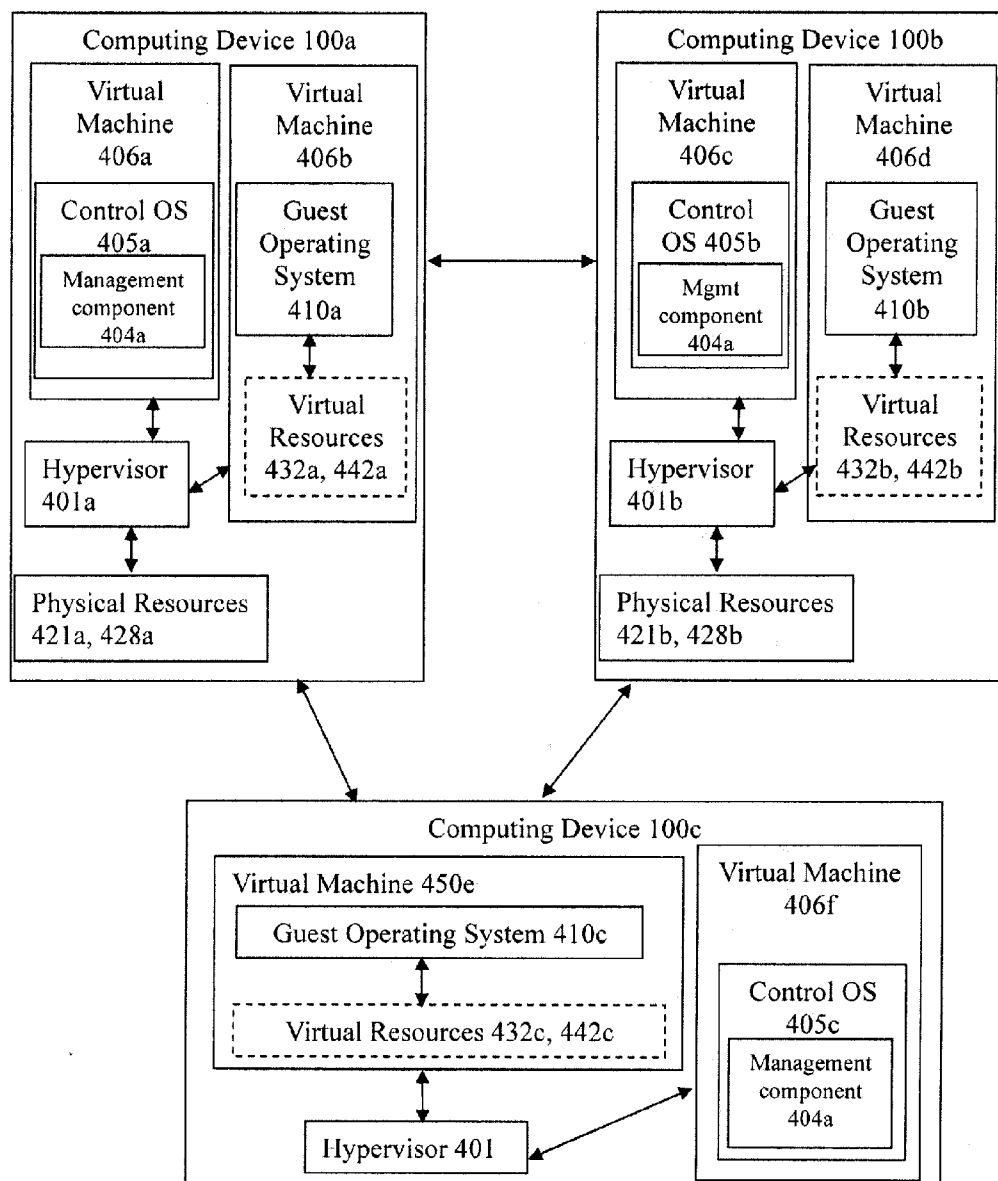 Computing Device 100a
Virtual
Machine
406a
Control OS
405a
Management
component
404a
Virtual
Machine
406b
Guest
Operating
System
410a
Virtual
Resources
432a, 442a
Hypervisor
401a
Physical Resources
421a, 428a
Computing Device 100b
Virtual
Machine
406c
Control
OS 405b
Mgmt
component
404a
Virtual
Machine
406d
Guest
Operating
System
410b
Virtual
Resources
432b, 442b
Hypervisor
401b
Physical Resources
421b, 428b
Computing Device 100c
Virtual Machine 450e
Guest Operating System 410c
Virtual Resources 432c, 442c
Hypervisor 401
Virtual Machine
406f
Control OS
405c
Management
component
404a